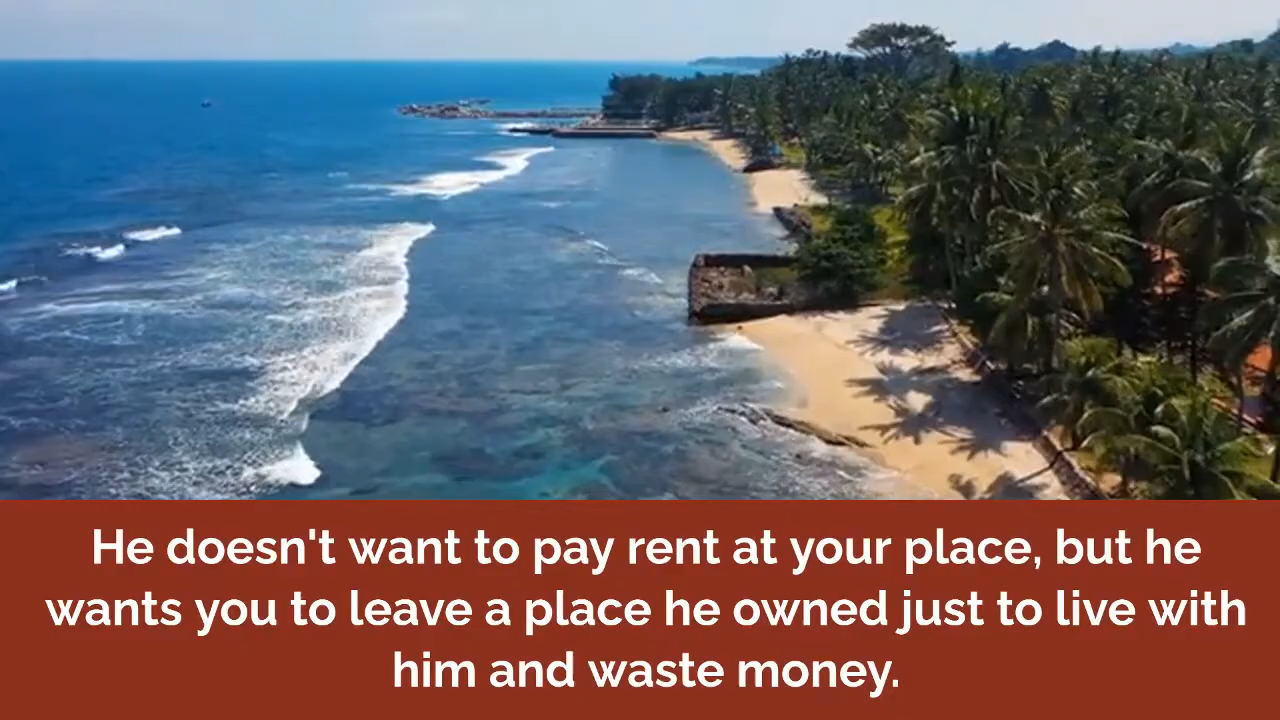 He doesn't want to pay rent at your place, but he
wants you to leave a place he owned just to live with
him and waste money.